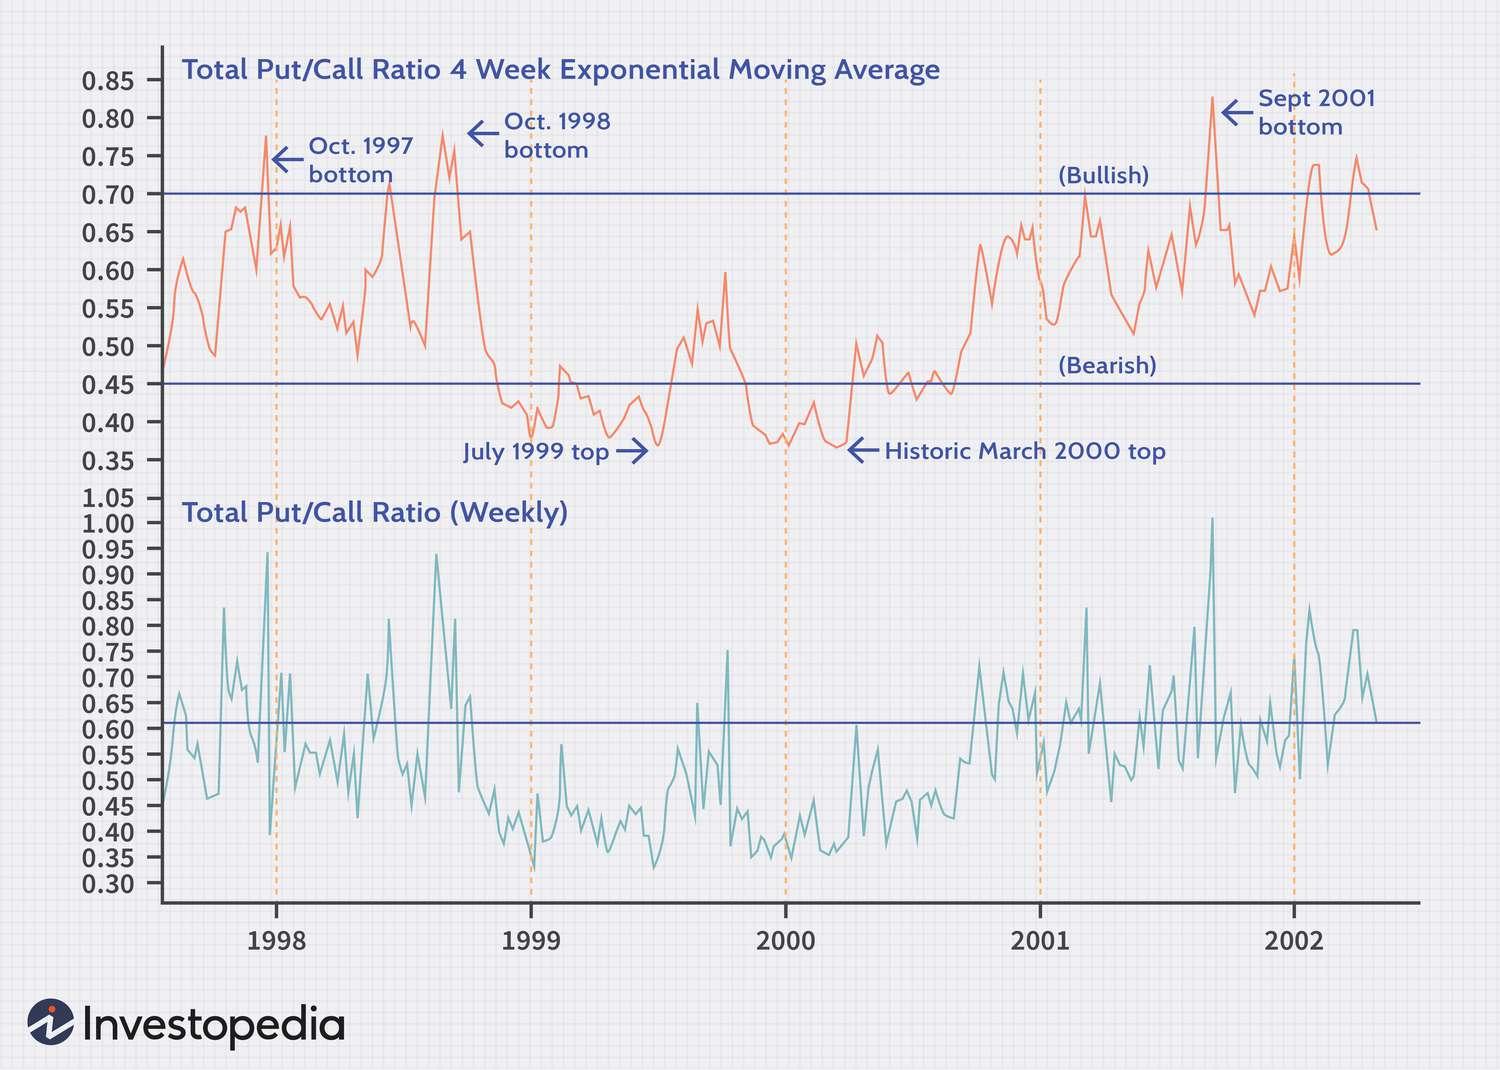 Total Put/Call Ratio 4 Week Exponential Moving Average
0.85
0.80
0.75
0.70
0.65
0.60
0.55
0.50
0.45
0.40
0.35
Oct. 1997
bottom
Oct. 1998
bottom
Sept 2001
bottom
(Bullish)
(Bearish)
July 1999 top
Historic March 2000 top
Total Put/Call Ratio (Weekly)
1.05
1.00
0.95
0.90
0.85
0.80
0.75
0.70
0.65
0.60
0.55
0.50
0.45
0.40
0.35
0.30
1998
1999
2000
2001
2002
Investopedia